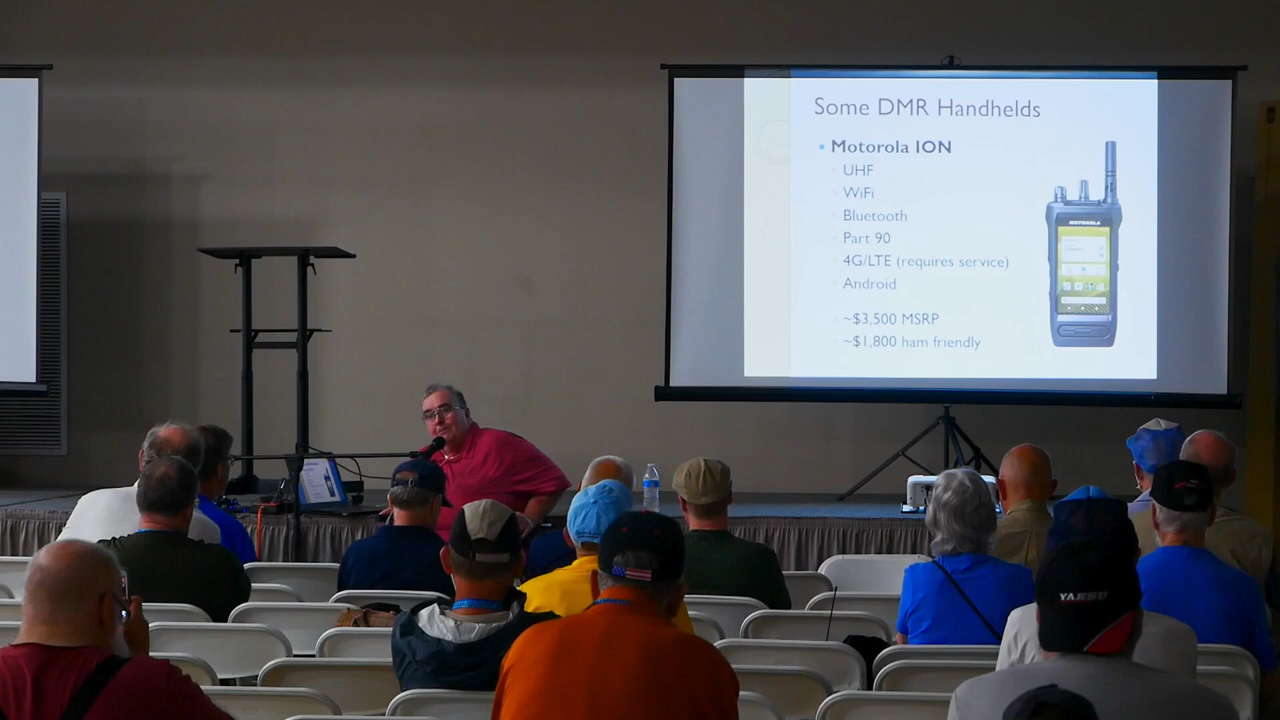 Some DMR Handhelds
Motorola ION
UHF
WiFi
Bluetooth
Part 90
4G/LTE (requires service)
Android
~$3,500 MSRP
~$1,800 ham friendly
MOTOROLA
YAESU